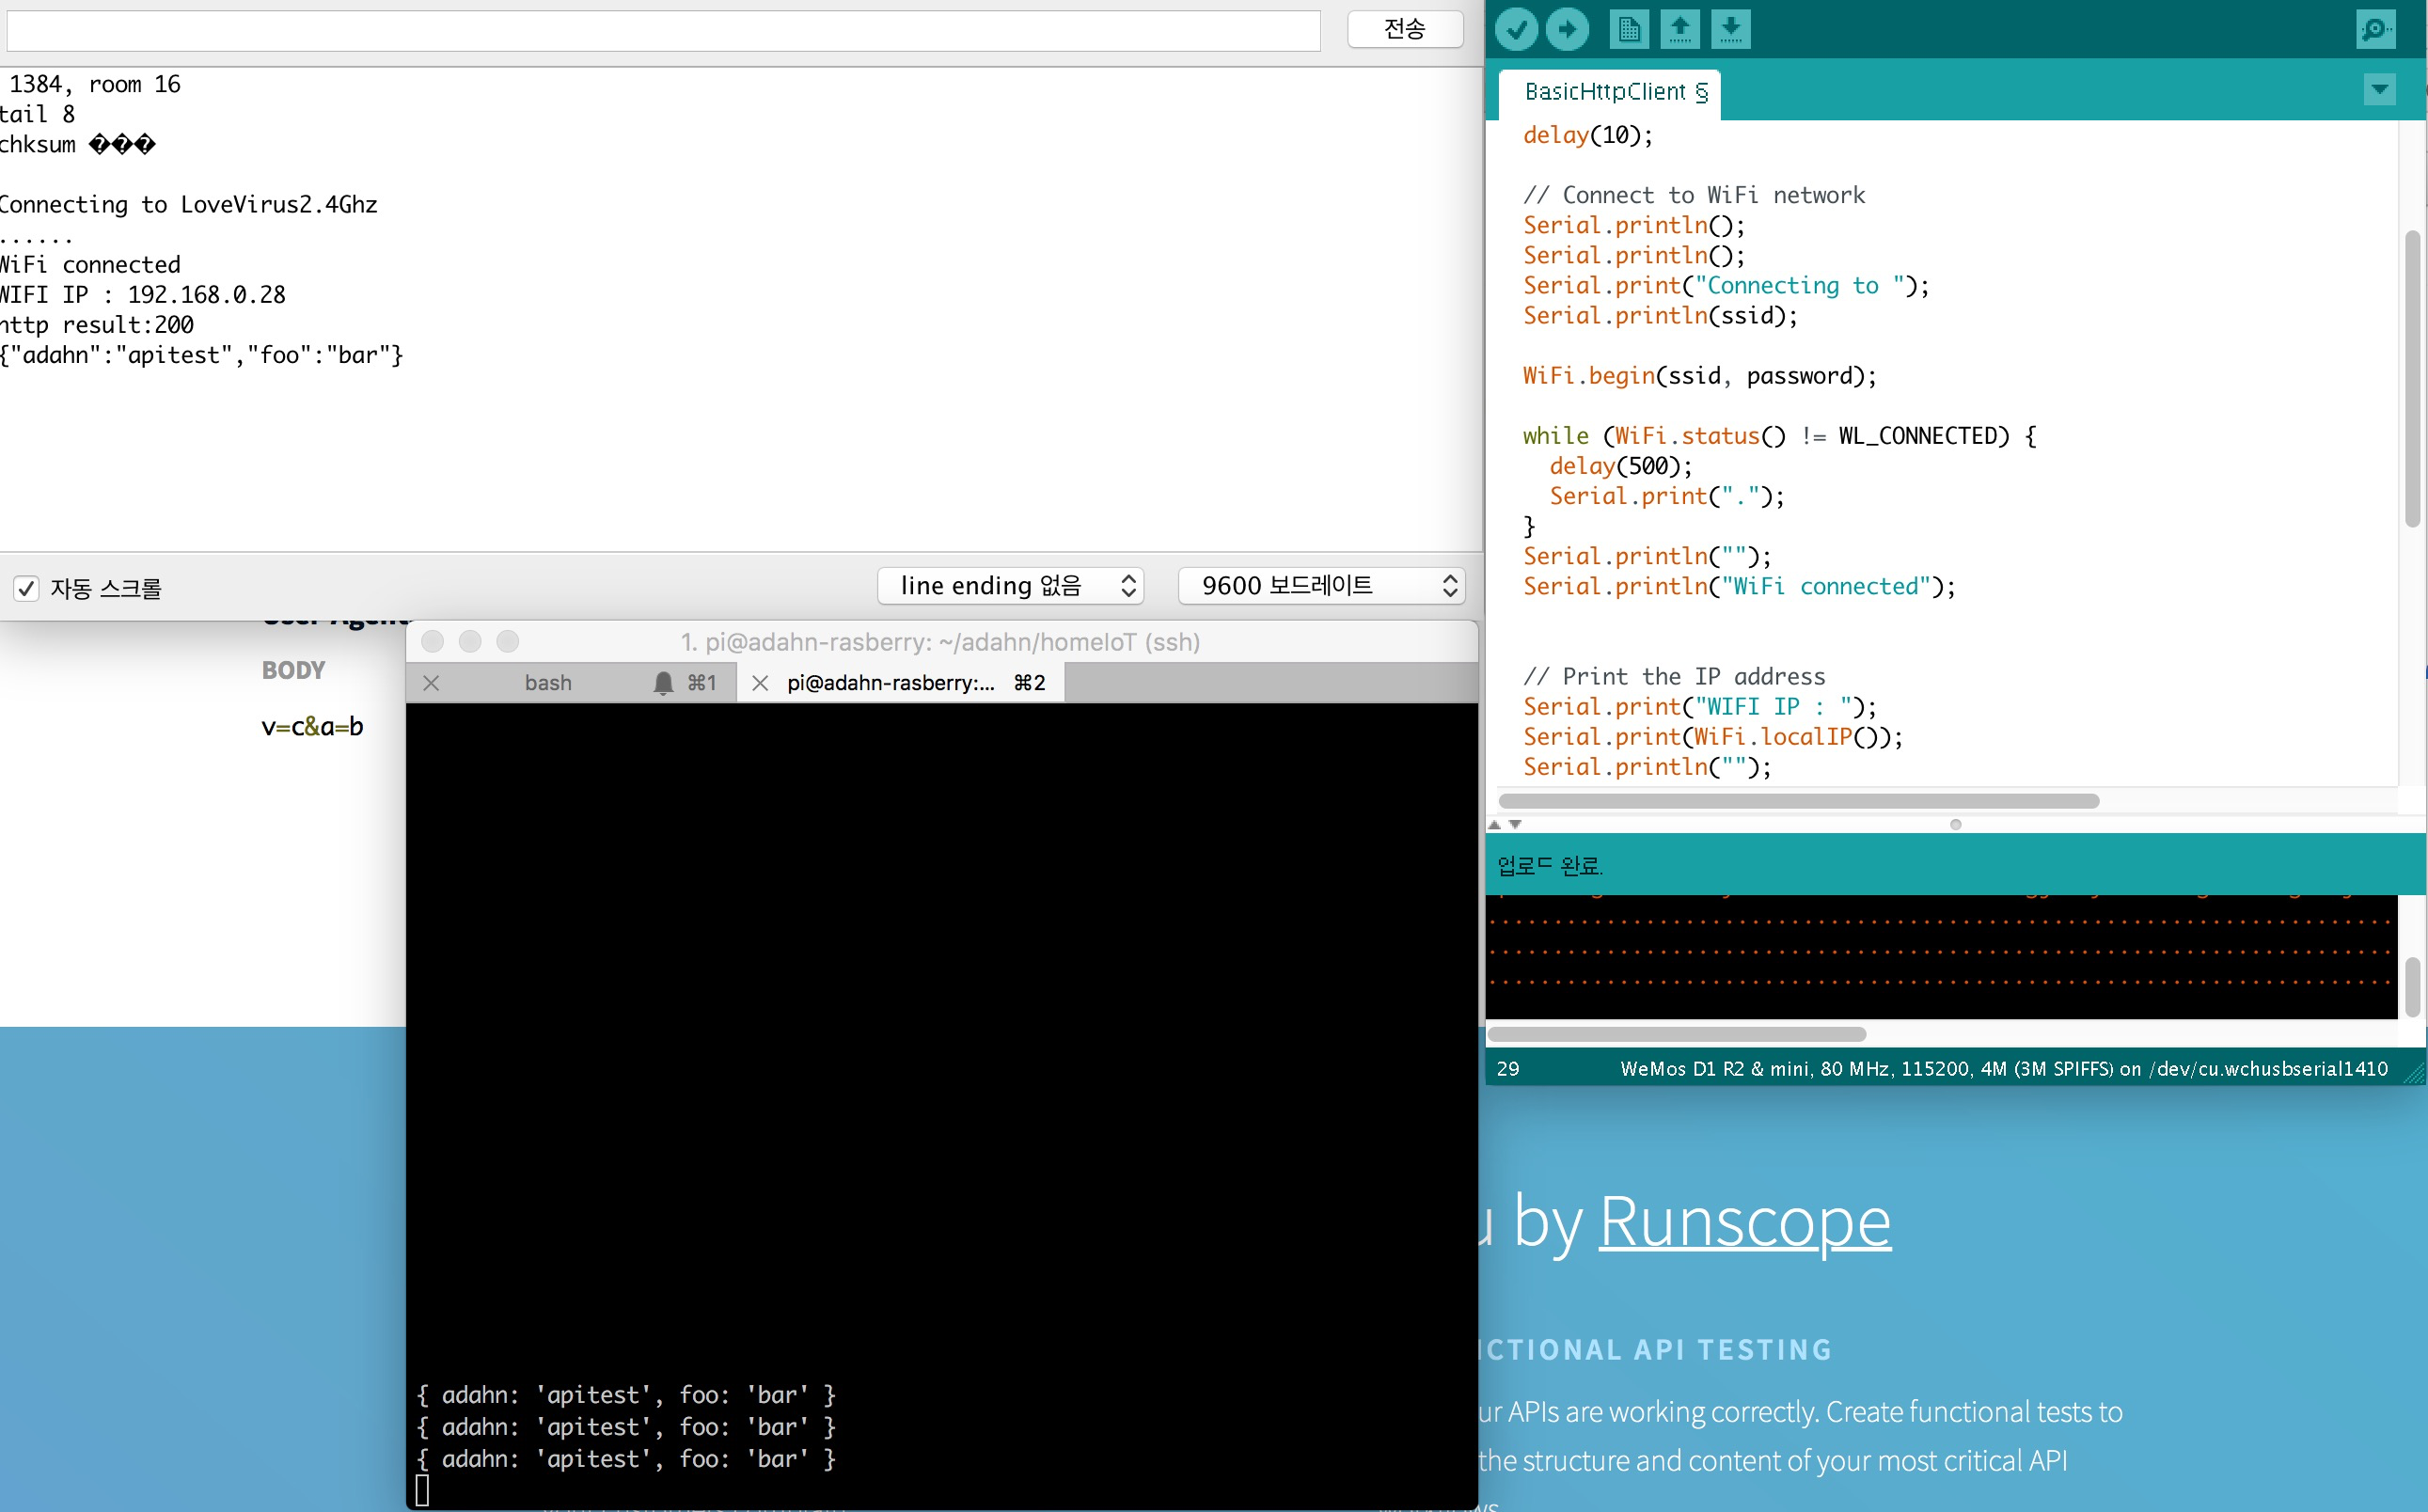 전송
1384, room 16
tail 8
chksum ���
Connecting to LoveVirus2.4Ghz
......
WiFi connected
WIFI IP : 192.168.0.28
http result:200
{"adahn":"apitest","foo":"bar"}
자동 스크롤
line ending 없음
9600 보드레이트
User Agent
BODY
v=c&a=b
1. pi@adahn-rasberry: ~/adahn/homeIoT (ssh)
bash ⌘1
pi@adahn-rasberry:... ⌘2
{ adahn: 'apitest', foo: 'bar' }
{ adahn: 'apitest', foo: 'bar' }
{ adahn: 'apitest', foo: 'bar' }
BasicHttpClient §
delay(10);
// Connect to WiFi network
Serial.println();
Serial.println();
Serial.print("Connecting to ");
Serial.println(ssid);
WiFi.begin(ssid, password);
while (WiFi.status() != WL_CONNECTED) {
delay(500);
Serial.print(".");
}
Serial.println("");
Serial.println("WiFi connected");
// Print the IP address
Serial.print("WIFI IP : ");
Serial.print(WiFi.localIP());
Serial.println("");
업로드 완료.
29
WeMos D1 R2 & mini, 80 MHz, 115200, 4M (3M SPIFFS) on /dev/cu.wchusbserial1410
by Runscope
CTIONAL API TESTING
ur APIs are working correctly. Create functional tests to
the structure and content of your most critical API